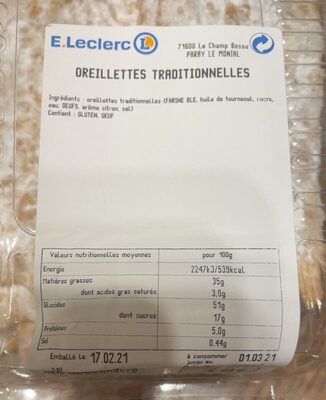 E.Leclerc L
71600 Le Champ Bossu
PARAY LE MONIAL
OREILLETTES TRADITIONNELLES
Ingrédients : oreillettes traditionnelles (FARINE BLE, huile de tournesol, sucre,
eau, OEUFS, arôme citron, sel)
Contient : GLUTEN, OEUF
Valeurs nutritionnelles moyennes pour 100g
Energie 2247kJ/539kcal
Matières grasses 35g
dont acides gras saturés 3.0g
Glucides 51g
dont sucres 17g
Protéines 5.0g
Sel 0.44g
Emballé le: 17.02.21 à consommer jusqu'au: 01.03.21